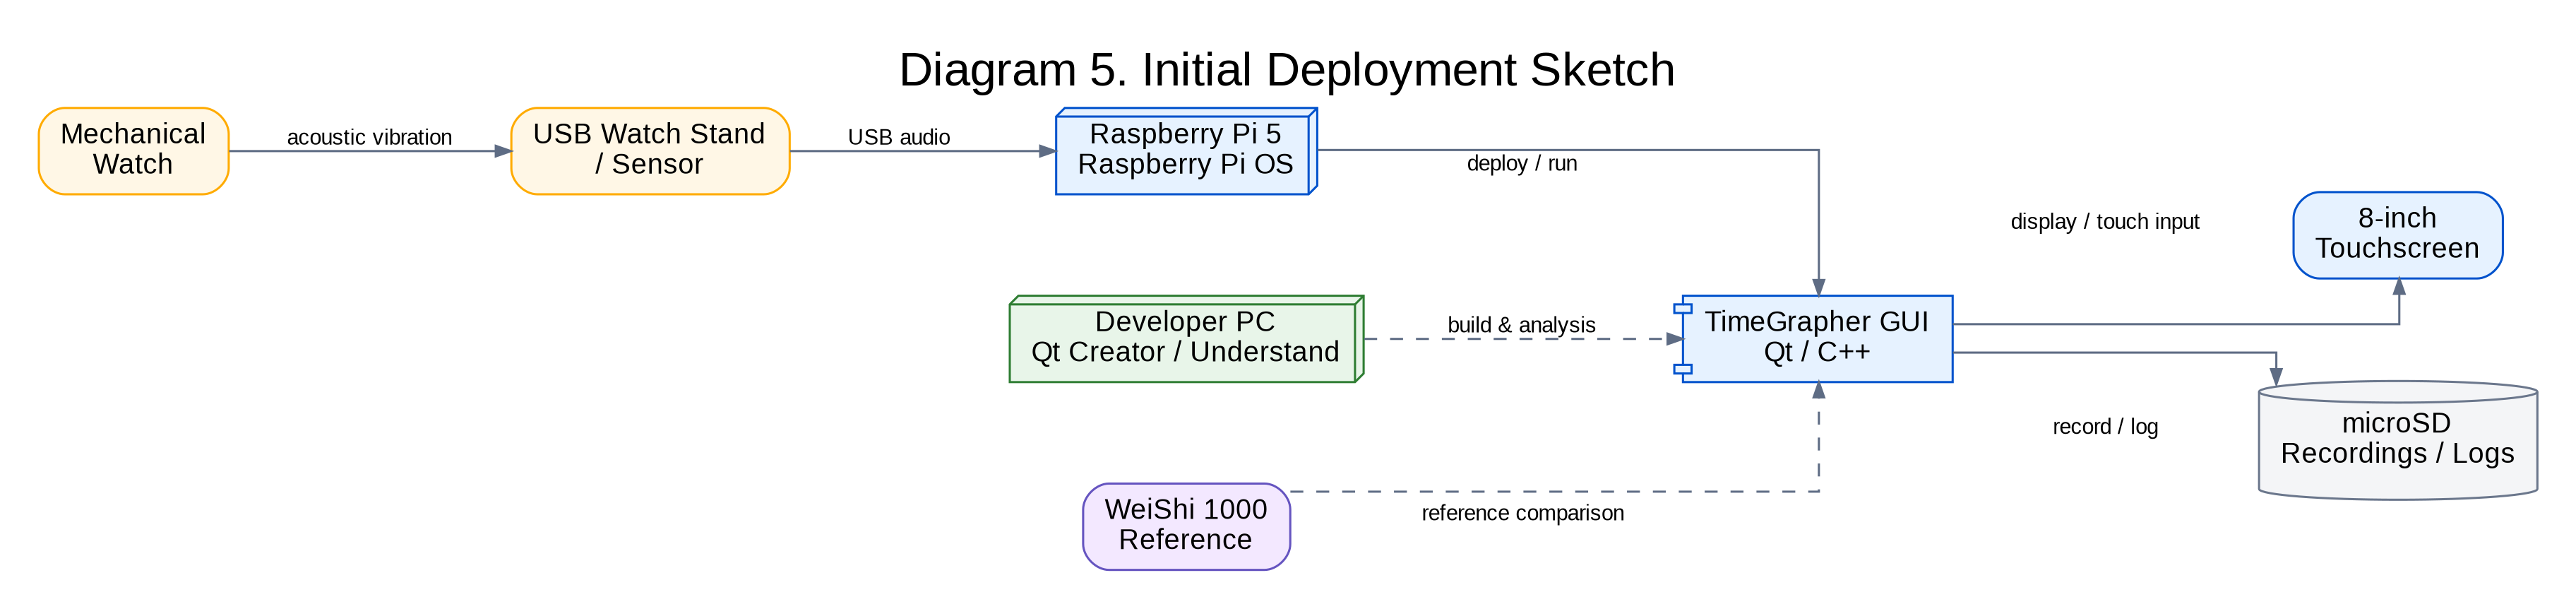 Diagram 5. Initial Deployment Sketch
Mechanical
Watch
acoustic vibration
USB Watch Stand
/ Sensor
USB audio
Raspberry Pi 5
Raspberry Pi OS
deploy / run
display / touch input
8-inch
Touchscreen
Developer PC
Qt Creator / Understand
build & analysis
TimeGrapher GUI
Qt / C++
record / log
microSD
Recordings / Logs
WeiShi 1000
Reference
reference comparison